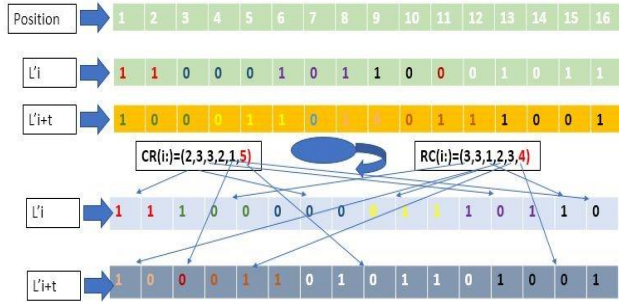 Position 1 2 3 4 5 6 7 8 9 10 11 12 13 14 15 16
L'i 1 1 0 0 0 1 0 1 1 0 0 0 1 0 1 1
L'i+t 1 0 0 0 1 1 0 1 0 0 1 1 1 0 0 1
CR(i:)=(2,3,3,2,1,5) RC(i:)=(3,3,1,2,3,4)
L'i 1 1 1 0 0 0 0 0 0 1 1 1 0 1 1 0
L'i+t 1 0 0 0 1 1 0 1 0 1 1 0 1 0 0 1